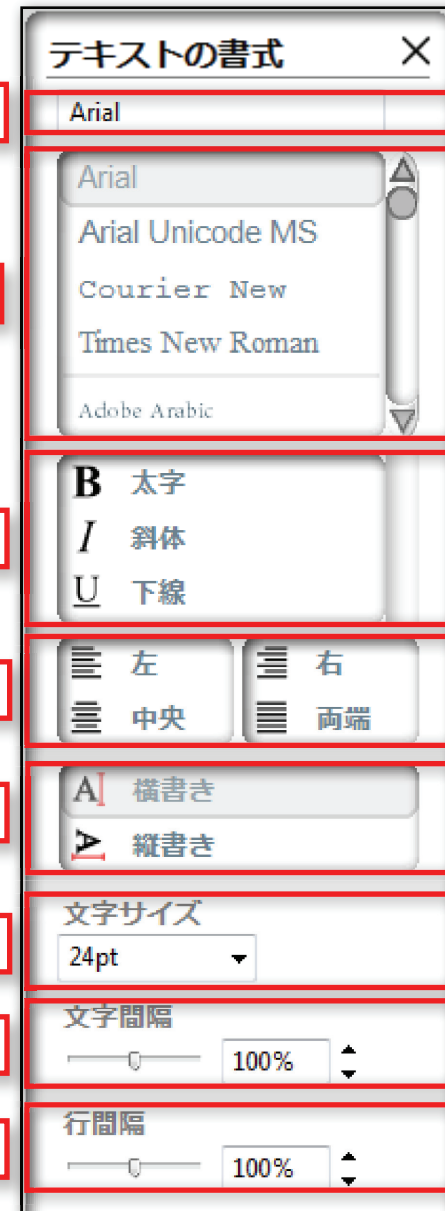 テキストの書式
Arial
Arial
Arial Unicode MS
Courier New
Times New Roman
Adobe Arabic
B 太字
I 斜体
U 下線
左 右
中央 両端
A 横書き
A 縦書き
文字サイズ
24pt
文字間隔
100%
行間隔
100%